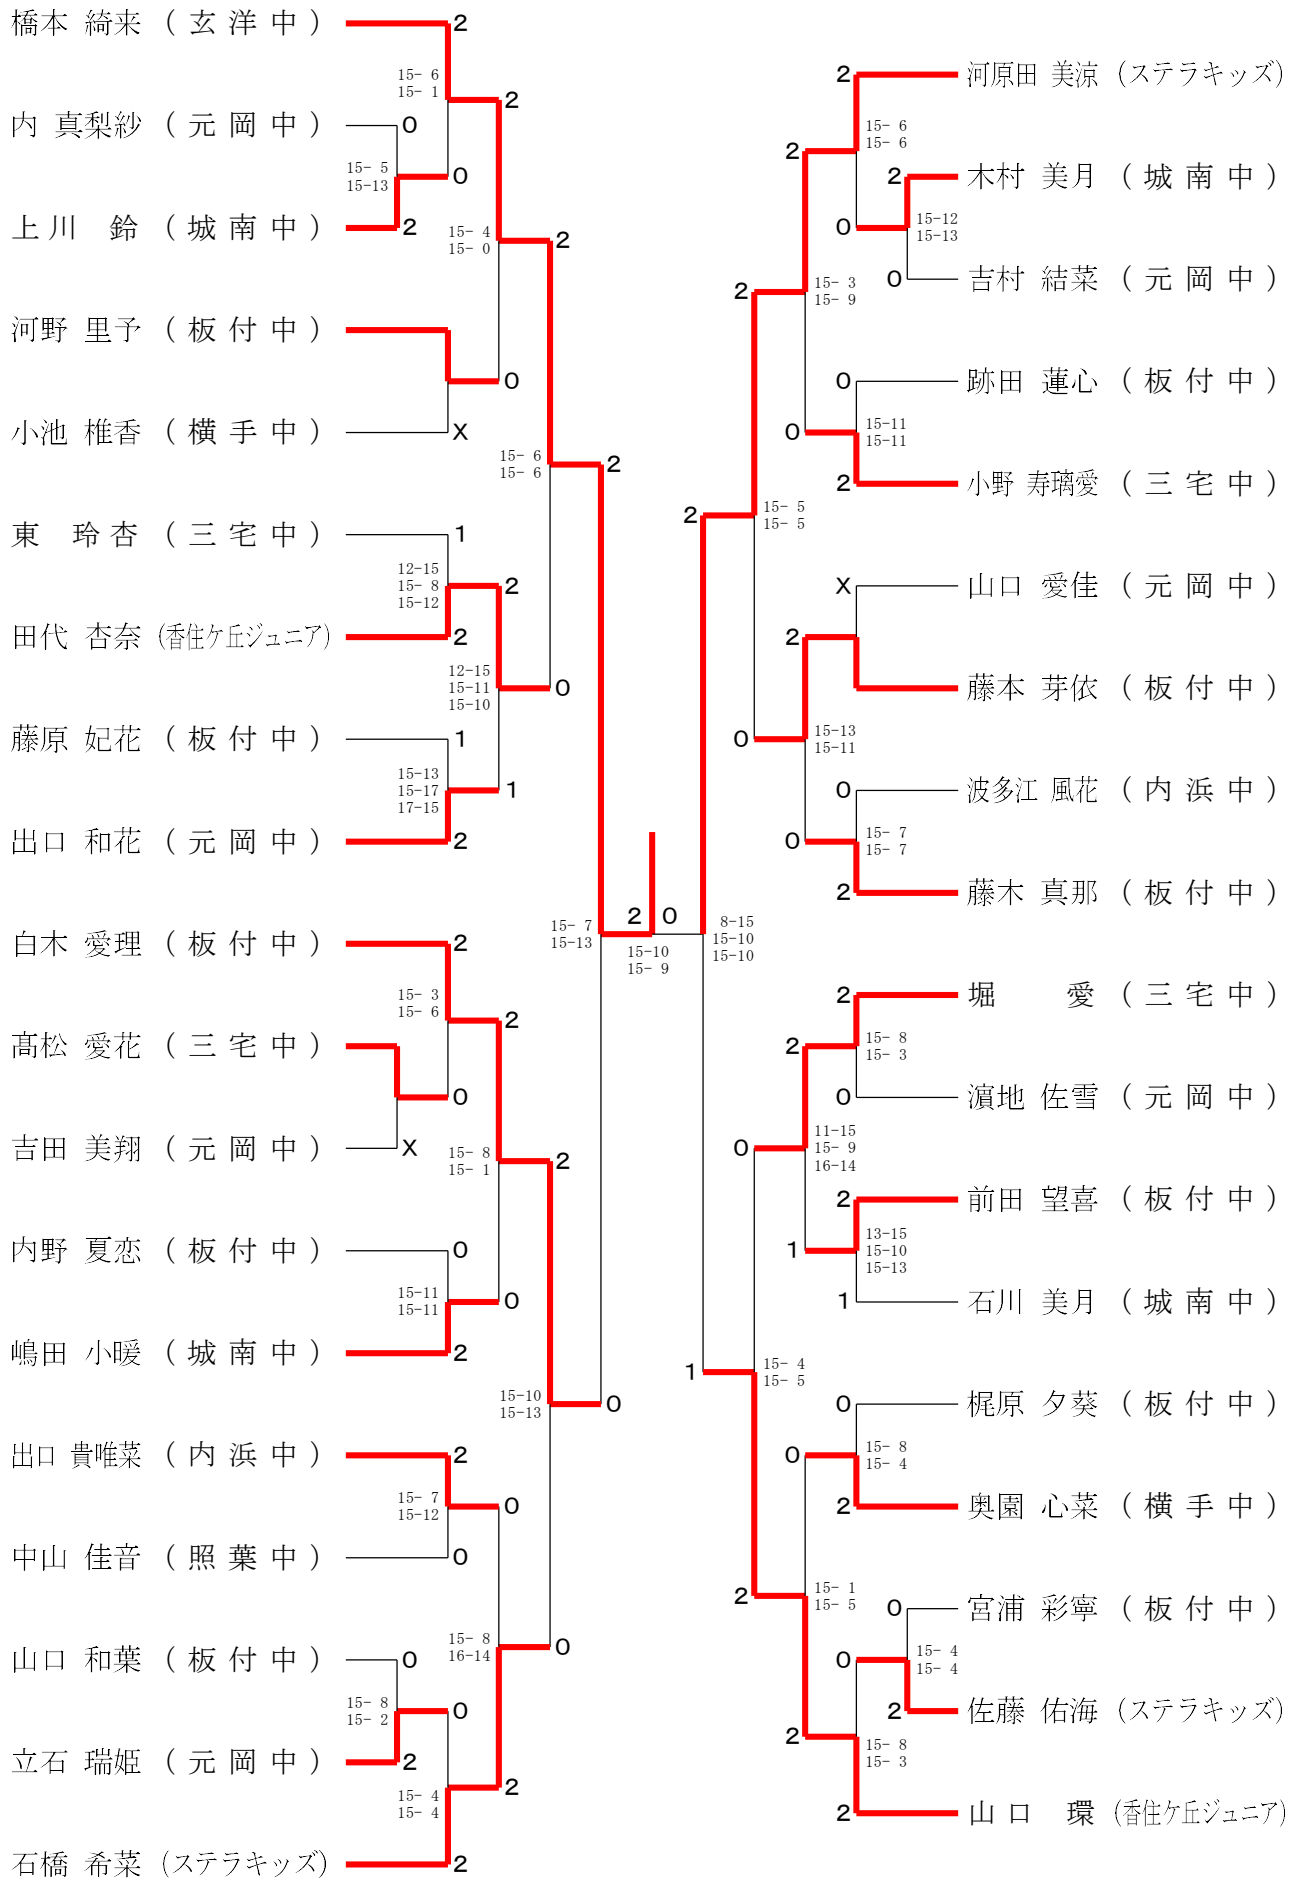 橋本 綺来 ( 玄 洋 中 ) 2
15- 6
15- 1
2
内 真梨紗 ( 元 岡 中 ) 0
15- 5
15-13
0
上 川 鈴 ( 城 南 中 ) 2
15- 4
15- 0
2
河野 里予 ( 板 付 中 )
0
小池 椎香 ( 横 手 中 ) X
15- 6
15- 6
2
東 玲 杏 ( 三 宅 中 ) 1
12-15
15- 8
15-12
2
田代 杏奈 (香住ケ丘ジュニア) 2
12-15
15-11
15-10
0
藤原 妃花 ( 板 付 中 ) 1
15-13
15-17
17-15
1
出口 和花 ( 元 岡 中 ) 2
15- 7
15-13
2 0
15-10
15- 9
白木 愛理 ( 板 付 中 ) 2
15- 3
15- 6
2
髙松 愛花 ( 三 宅 中 )
0
吉田 美翔 ( 元 岡 中 ) X
15- 8
15- 1
2
内野 夏恋 ( 板 付 中 ) 0
15-11
15-11
0
嶋田 小暖 ( 城 南 中 ) 2
15-10
15-13
0
出口 貴唯菜 ( 内 浜 中 ) 2
15- 7
15-12
0
中山 佳音 ( 照 葉 中 ) 0
15- 8
16-14
0
山口 和葉 ( 板 付 中 ) 0
15- 8
15- 2
0
立石 瑞姫 ( 元 岡 中 ) 2
15- 4
15- 4
2
石橋 希菜 (ステラキッズ) 2
2 河原田 美涼 (ステラキッズ)
15- 6
15- 6
2
2 木村 美月 ( 城 南 中 )
15-12
15-13
0
0 吉村 結菜 ( 元 岡 中 )
15- 3
15- 9
2
0 跡田 蓮心 ( 板 付 中 )
15-11
15-11
0
2 小野 寿璃愛 ( 三 宅 中 )
15- 5
15- 5
2
X 山口 愛佳 ( 元 岡 中 )
2
藤本 芽依 ( 板 付 中 )
15-13
15-11
0
0 波多江 風花 ( 内 浜 中 )
15- 7
15- 7
0
2 藤木 真那 ( 板 付 中 )
8-15
15-10
15-10
2 堀 愛 ( 三 宅 中 )
15- 8
15- 3
2
0 濵地 佐雪 ( 元 岡 中 )
11-15
15- 9
16-14
0
2 前田 望喜 ( 板 付 中 )
13-15
15-10
15-13
1
1 石川 美月 ( 城 南 中 )
15- 4
15- 5
1
0 梶原 夕葵 ( 板 付 中 )
15- 8
15- 4
0
2 奥園 心菜 ( 横 手 中 )
15- 1
15- 5
2
0 宮浦 彩寧 ( 板 付 中 )
15- 4
15- 4
0
2 佐藤 佑海 (ステラキッズ)
15- 8
15- 3
2
2 山 口 環 (香住ケ丘ジュニア)